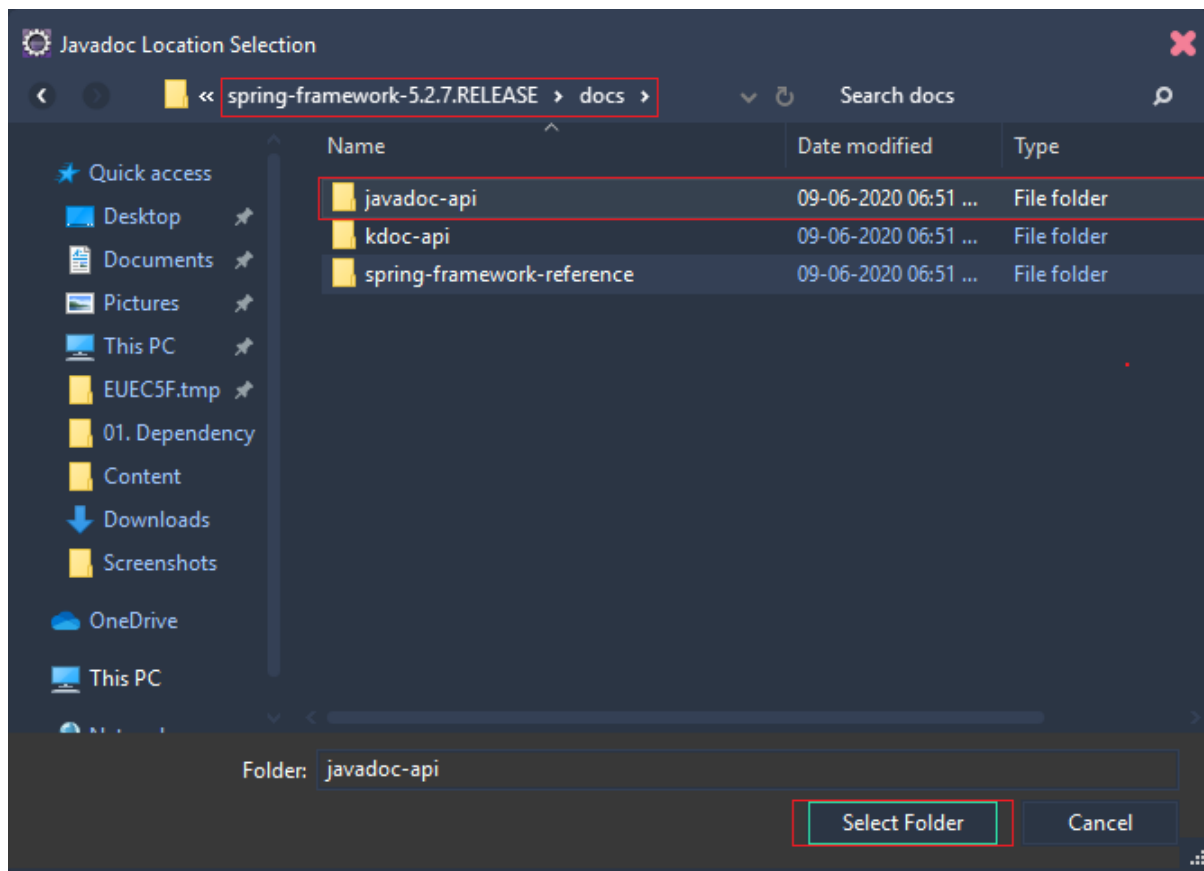 Javadoc Location Selection
« spring-framework-5.2.7.RELEASE > docs > Search docs
Name Date modified Type
Quick access
Desktop
Documents
Pictures
This PC
EUEC5F.tmp
01. Dependency
Content
Downloads
Screenshots
OneDrive
This PC
javadoc-api 09-06-2020 06:51 ... File folder
kdoc-api 09-06-2020 06:51 ... File folder
spring-framework-reference 09-06-2020 06:51 ... File folder
Folder: javadoc-api
Select Folder Cancel